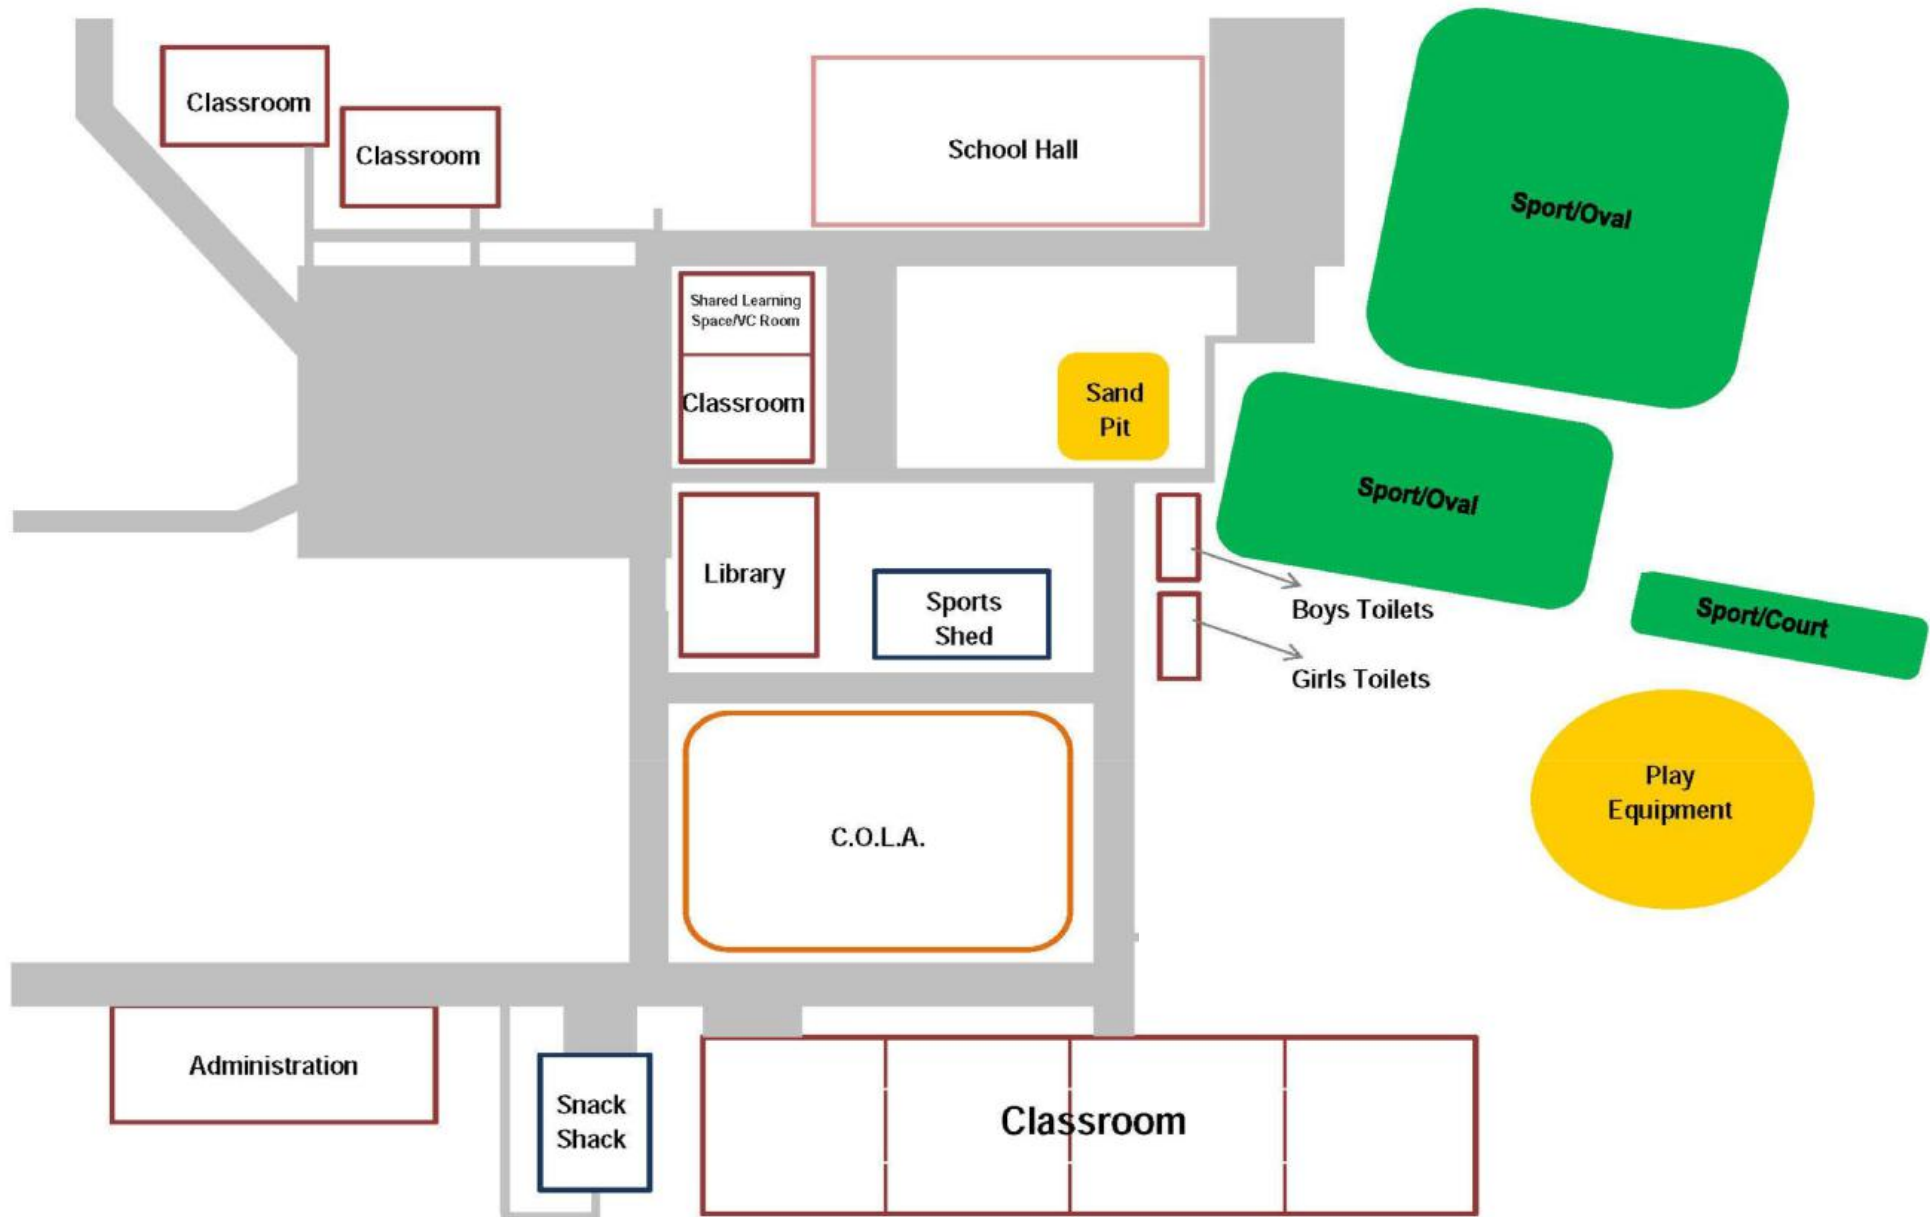 Classroom
Classroom
School Hall
Sport/Oval
Shared Learning
Space/VC Room
Classroom
Sand
Pit
Sport/Oval
Library
Sports
Shed
Boys Toilets
Girls Toilets
Sport/Court
Play
Equipment
C.O.L.A.
Administration
Snack
Shack
Classroom